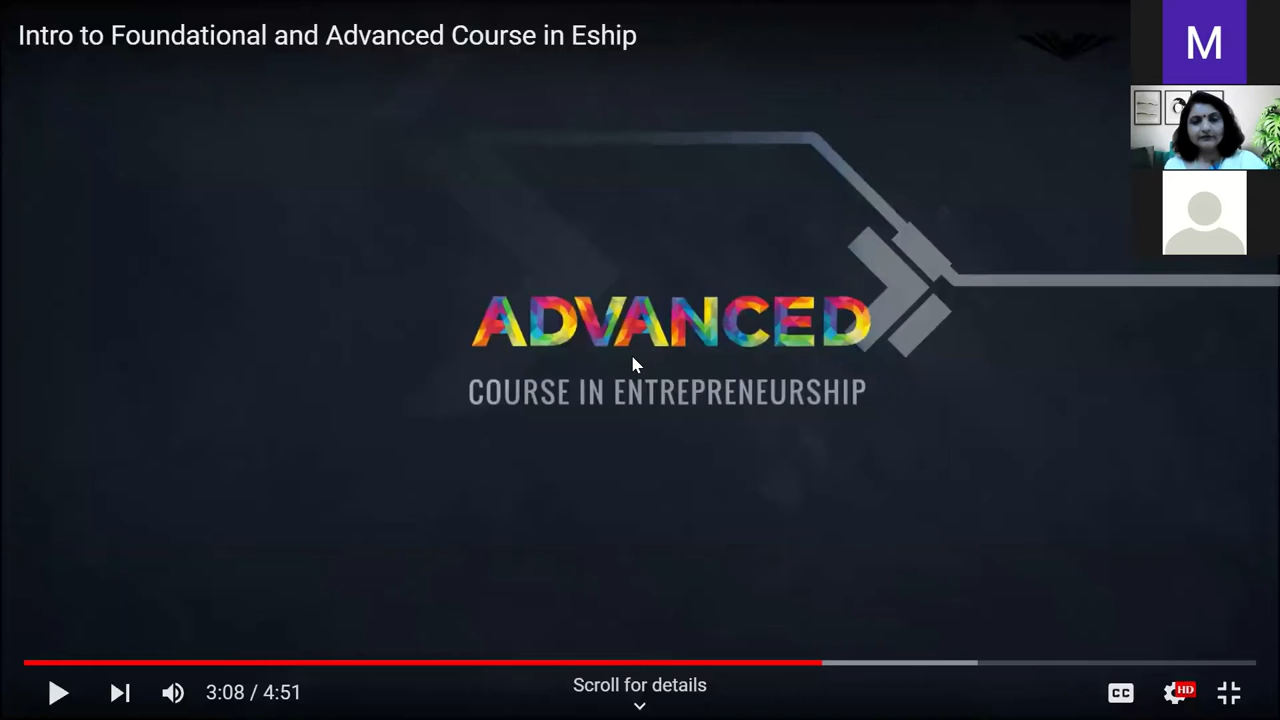 Intro to Foundational and Advanced Course in Eship
M
ADVANCED
COURSE IN ENTREPRENEURSHIP
3:08 / 4:51
Scroll for details
CC
HD